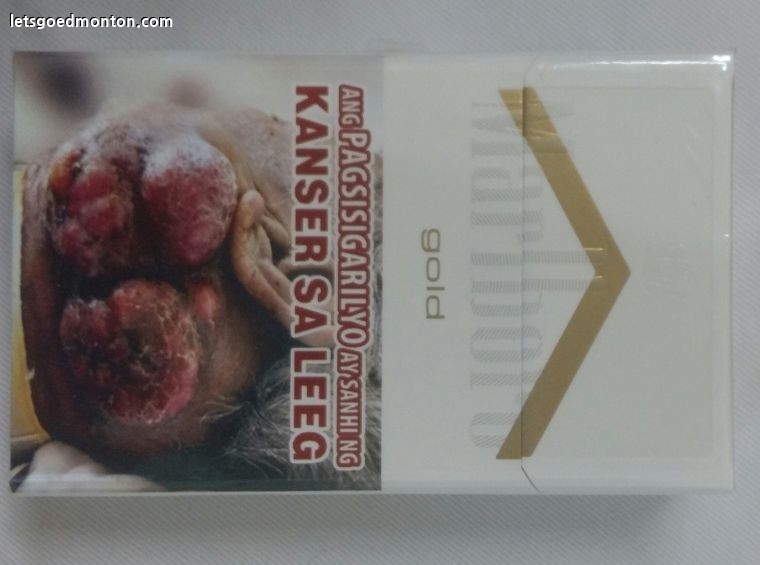 letsgoedmonton.com
ANG PAGSISIGARILYO AY SANHI NG
KANSER SA LEEG
Marlboro
gold